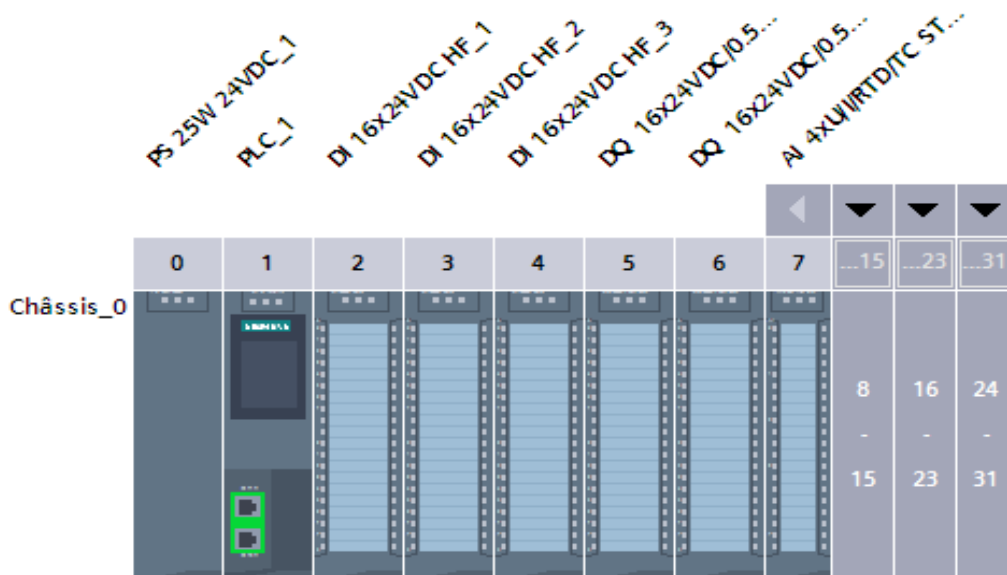 PS 25W 24VDC_1
PLC_1
DI 16x24VDC HF_1
DI 16x24VDC HF_2
DI 16x24VDC HF_3
DQ 16x24VDC/0.5...
DQ 16x24VDC/0.5...
AI 4xU/I/RTD/TC ST...
0 1 2 3 4 5 6 7 ...15 ...23 ...31
Châssis_0
SIEMENS
8 16 24
- - -
15 23 31